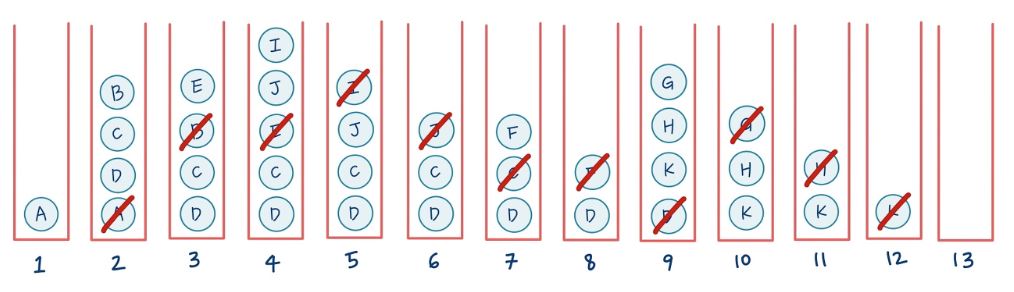 I
B E J I G
C B E J J F H G
D C C C C C F K H H
A A D D D D D D D K K K
1 2 3 4 5 6 7 8 9 10 11 12 13